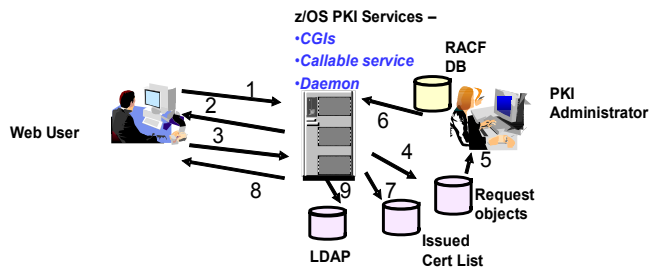 z/OS PKI Services –
•CGIs
•Callable service
•Daemon
RACF
DB
PKI
Administrator
Web User
1
2
3
8
6
4
5
9
7
Request
objects
LDAP
Issued
Cert List